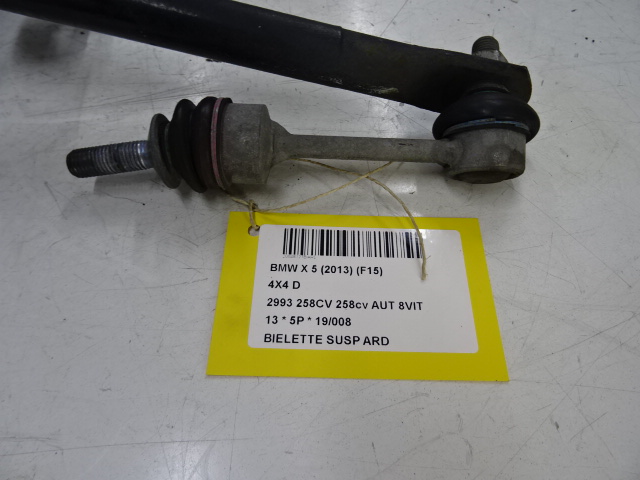 BMW X 5 (2013) (F15)
4X4 D
2993 258CV 258cv AUT 8VIT
13 * 5P * 19/008
BIELETTE SUSP ARD